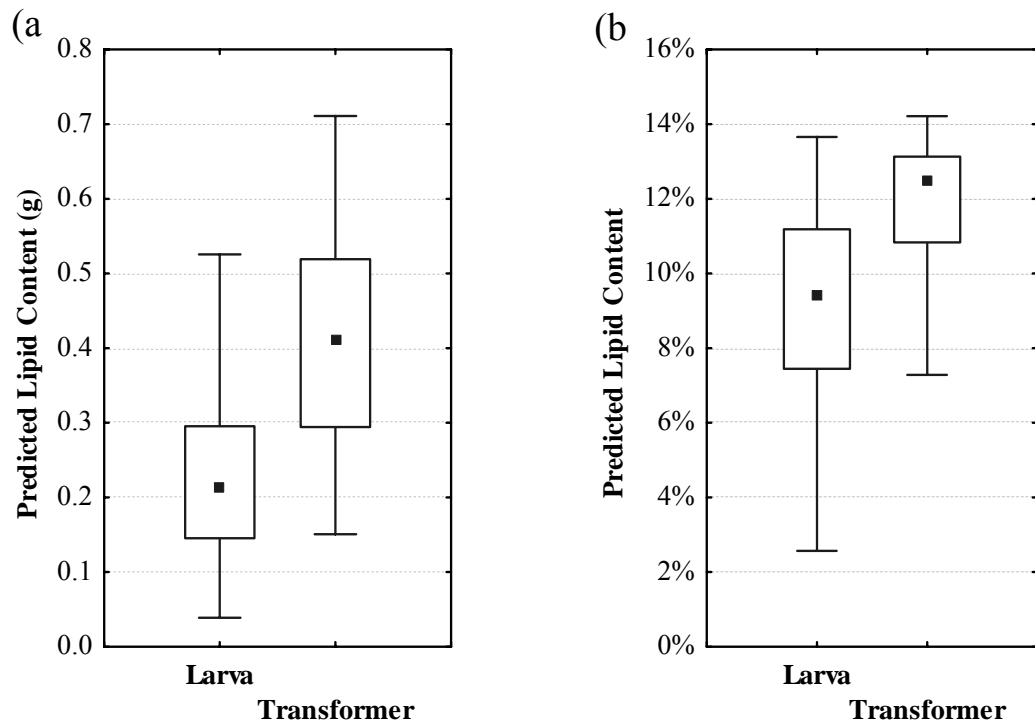 (a
Predicted Lipid Content (g)
0.8
0.7
0.6
0.5
0.4
0.3
0.2
0.1
0.0
Larva
Transformer
(b
Predicted Lipid Content
16%
14%
12%
10%
8%
6%
4%
2%
0%
Larva
Transformer